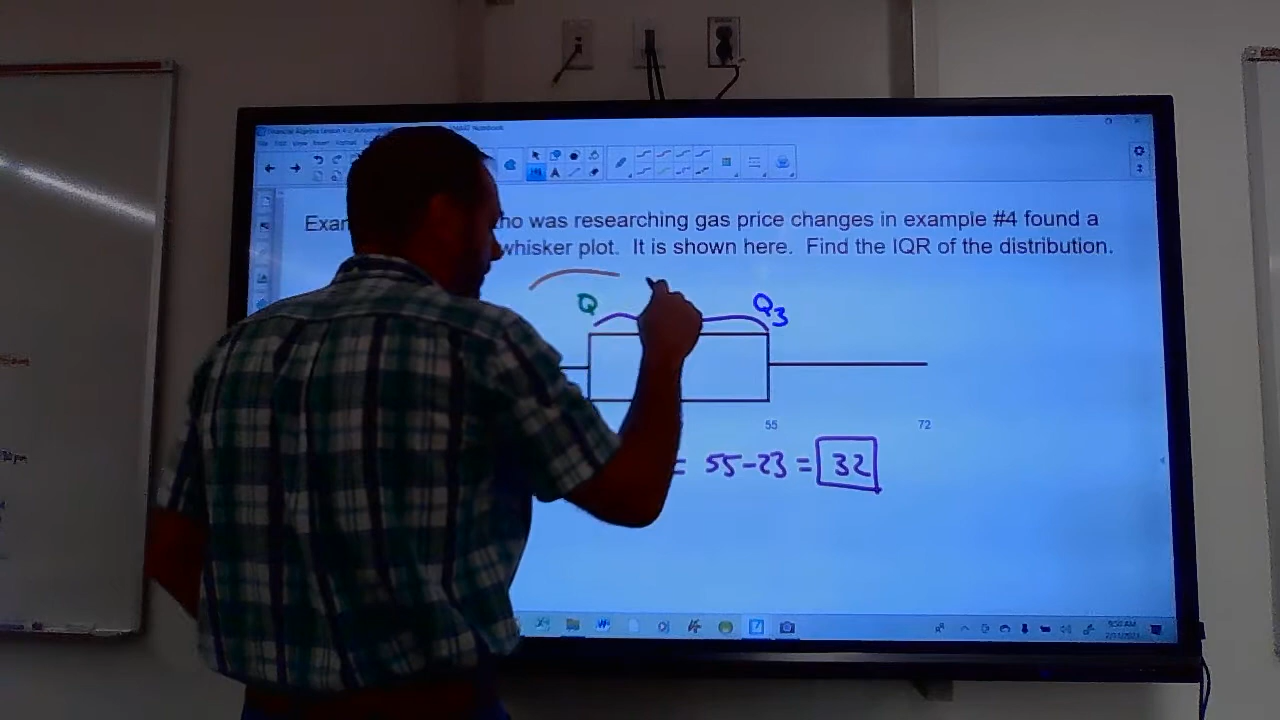 Exam
ho was researching gas price changes in example #4 found a
whisker plot. It is shown here. Find the IQR of the distribution.
Q Q3
55 72
= 55-23 = 32